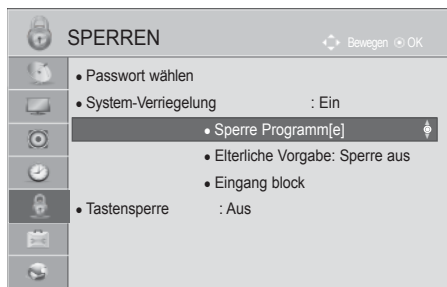 SPERREN
Bewegen OK
• Passwort wählen
• System-Verriegelung : Ein
• Sperre Programm[e]
• Elterliche Vorgabe: Sperre aus
• Eingang block
• Tastensperre : Aus